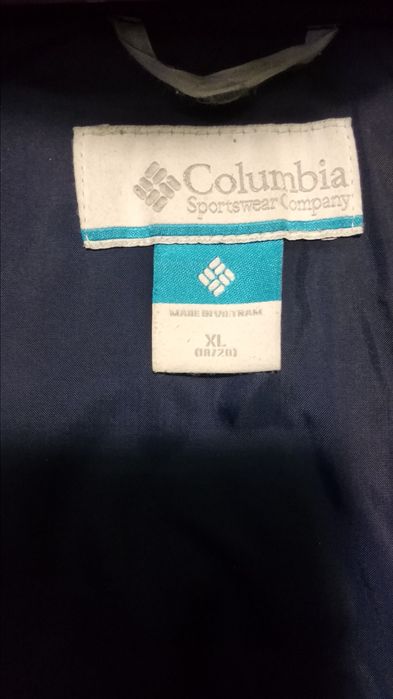 Columbia
Sportswear Company
MADE IN VIETNAM
XL
(18/20)